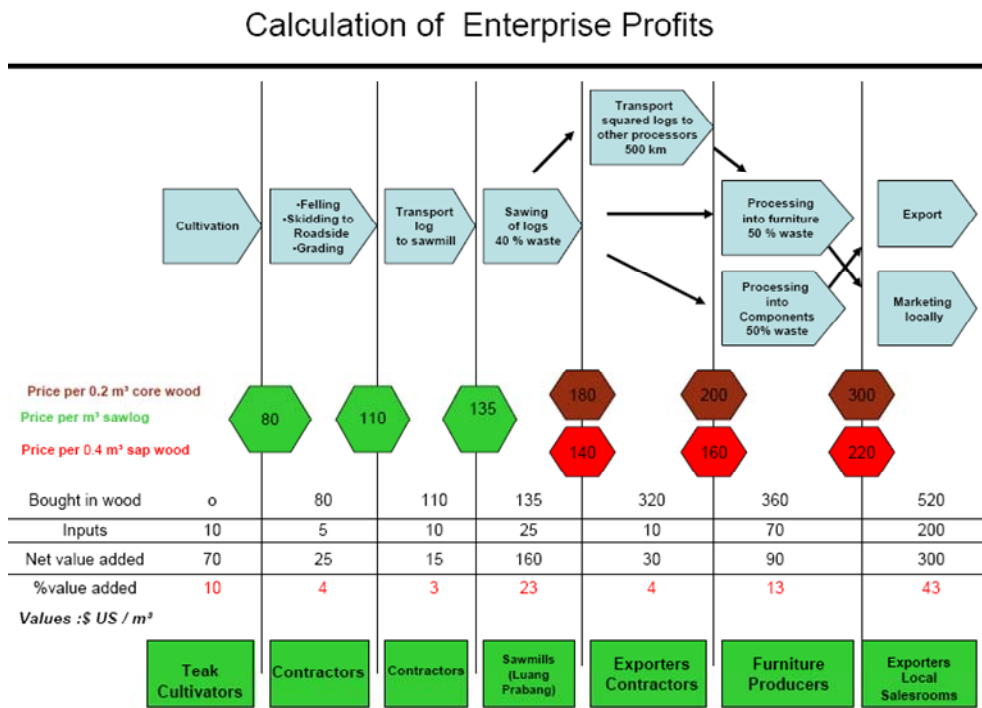 Calculation of Enterprise Profits
Transport
squared logs to
other processors
500 km
Cultivation
•Felling
•Skidding to
Roadside
•Grading
Transport
log
to sawmill
Sawing
of logs
40 % waste
Processing
into furniture
50 % waste
Export
Processing
into
Components
50% waste
Marketing
locally
Price per 0.2 m³ core wood
Price per m³ sawlog
Price per 0.4 m³ sap wood
80
110
135
180
200
300
140
160
220
Bought in wood o 80 110 135 320 360 520
Inputs 10 5 10 25 10 70 200
Net value added 70 25 15 160 30 90 300
%value added 10 4 3 23 4 13 43
Values :$ US / m³
Teak
Cultivators
Contractors
Contractors
Sawmills
(Luang
Prabang)
Exporters
Contractors
Furniture
Producers
Exporters
Local
Salesrooms